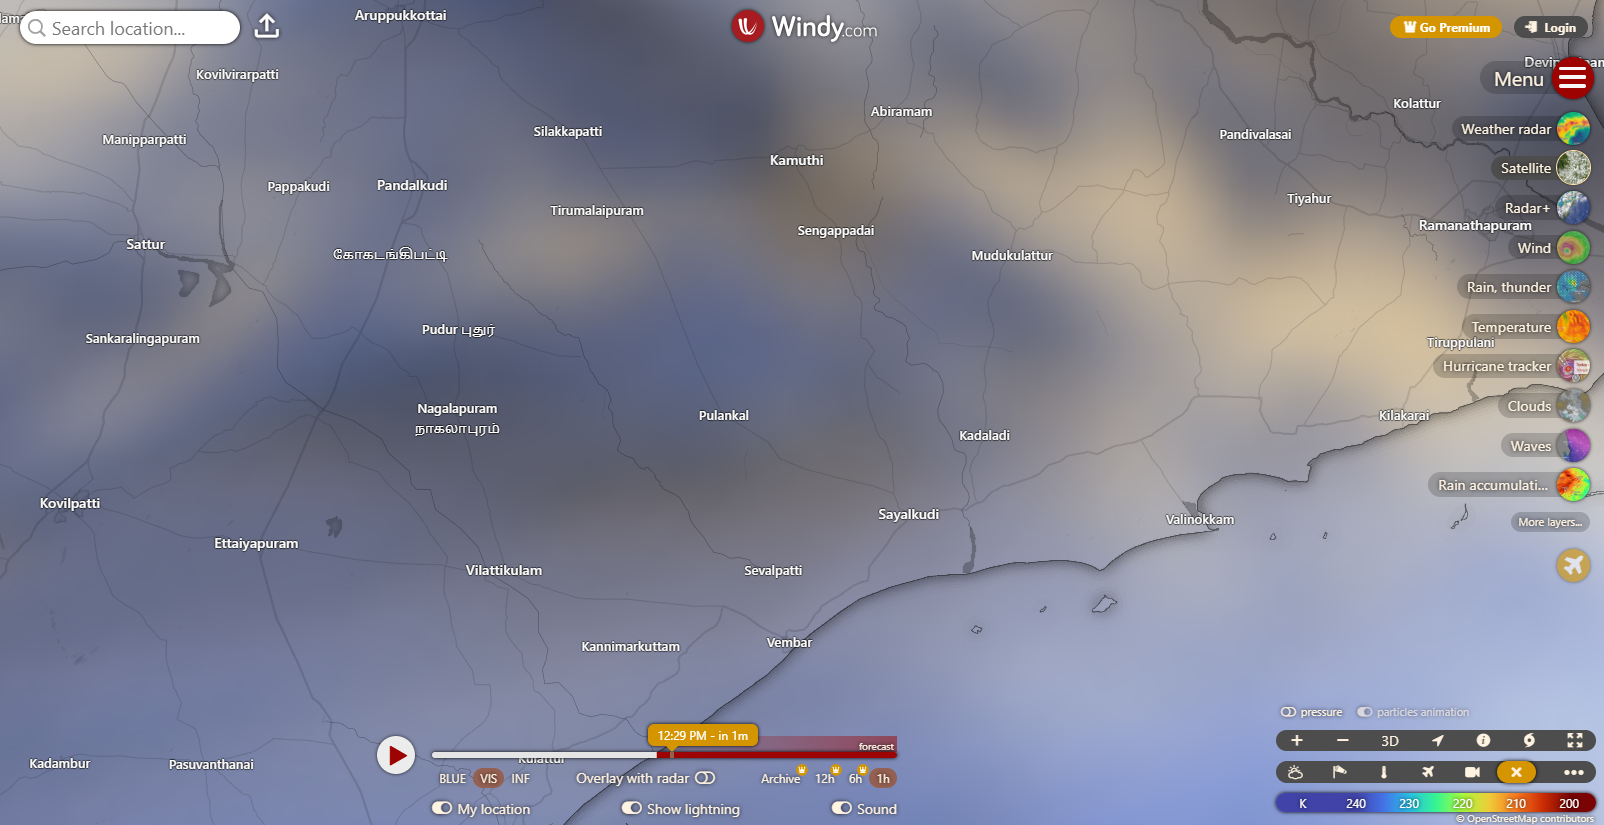 Search location...
Aruppukkottai
Windy.com
Go Premium
Login
Menu
Kovilvirarpatti
Abiramam
Kolattur
Silakkapatti
Pandivalasai
Weather radar
Manipparpatti
Kamuthi
Satellite
Pappakudi
Pandalkudi
Tirumalaipuram
Tiyahur
Radar+
Sengappadai
Ramanathapuram
Sattur
கோகடங்கிபட்டி
Mudukulattur
Wind
Rain, thunder
Sankaralingapuram
Pudur புதூர்
Temperature
Tiruppulani
Hurricane tracker
Nagalapuram
நாகலாபுரம்
Pulankal
Kilakarai
Clouds
Kadaladi
Waves
Rain accumulati...
Kovilpatti
Sayalkudi
Valinokkam
More layers...
Ettaiyapuram
Vilattikulam
Sevalpatti
Kannimarkuttam
Vembar
pressure
particles animation
12:29 PM - in 1m
forecast
3D
Kadambur
Pasuvanthanai
Kulattur
BLUE VIS INF
Overlay with radar
Archive 12h 6h 1h
My location
Show lightning
Sound
K 240 230 220 210 200
© OpenStreetMap contributors